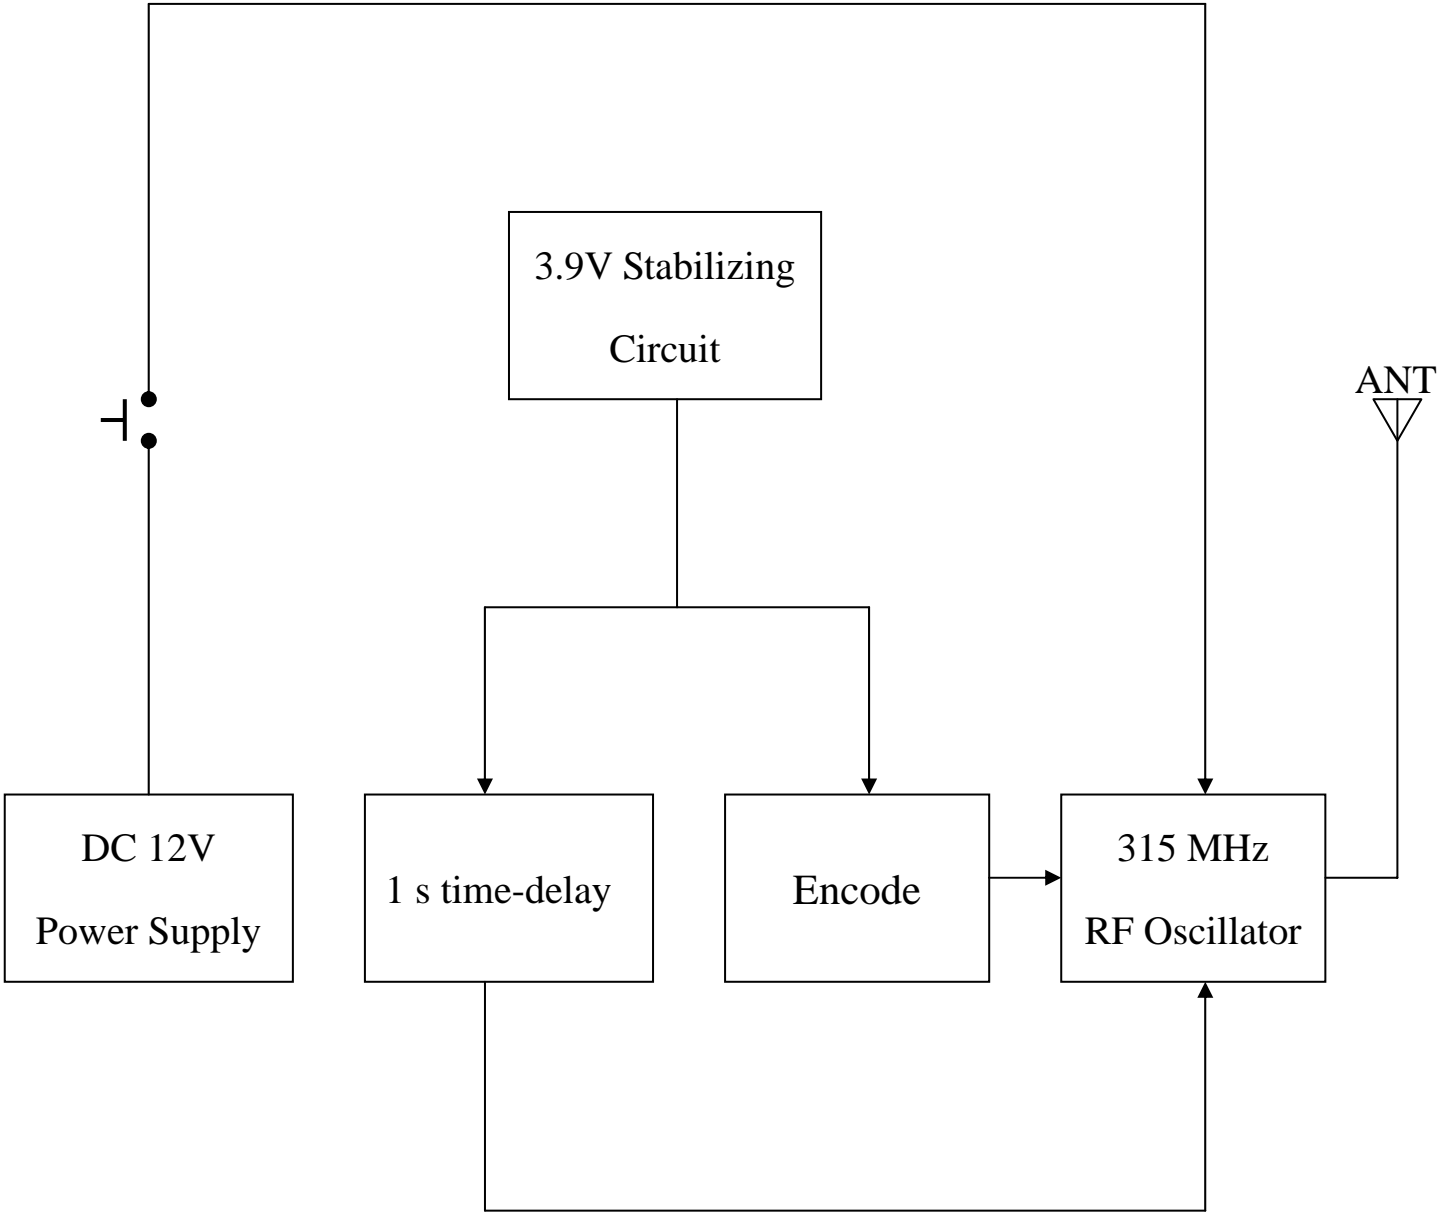 3.9V Stabilizing
Circuit
ANT
DC 12V
Power Supply
1 s time-delay
Encode
315 MHz
RF Oscillator